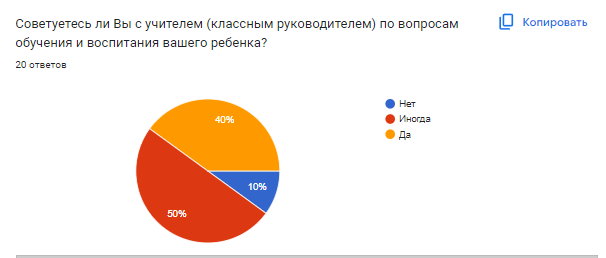 Советуетесь ли Вы с учителем (классным руководителем) по вопросам
обучения и воспитания вашего ребенка?
Копировать
20 ответов
Нет
Иногда
Да
40%
10%
50%